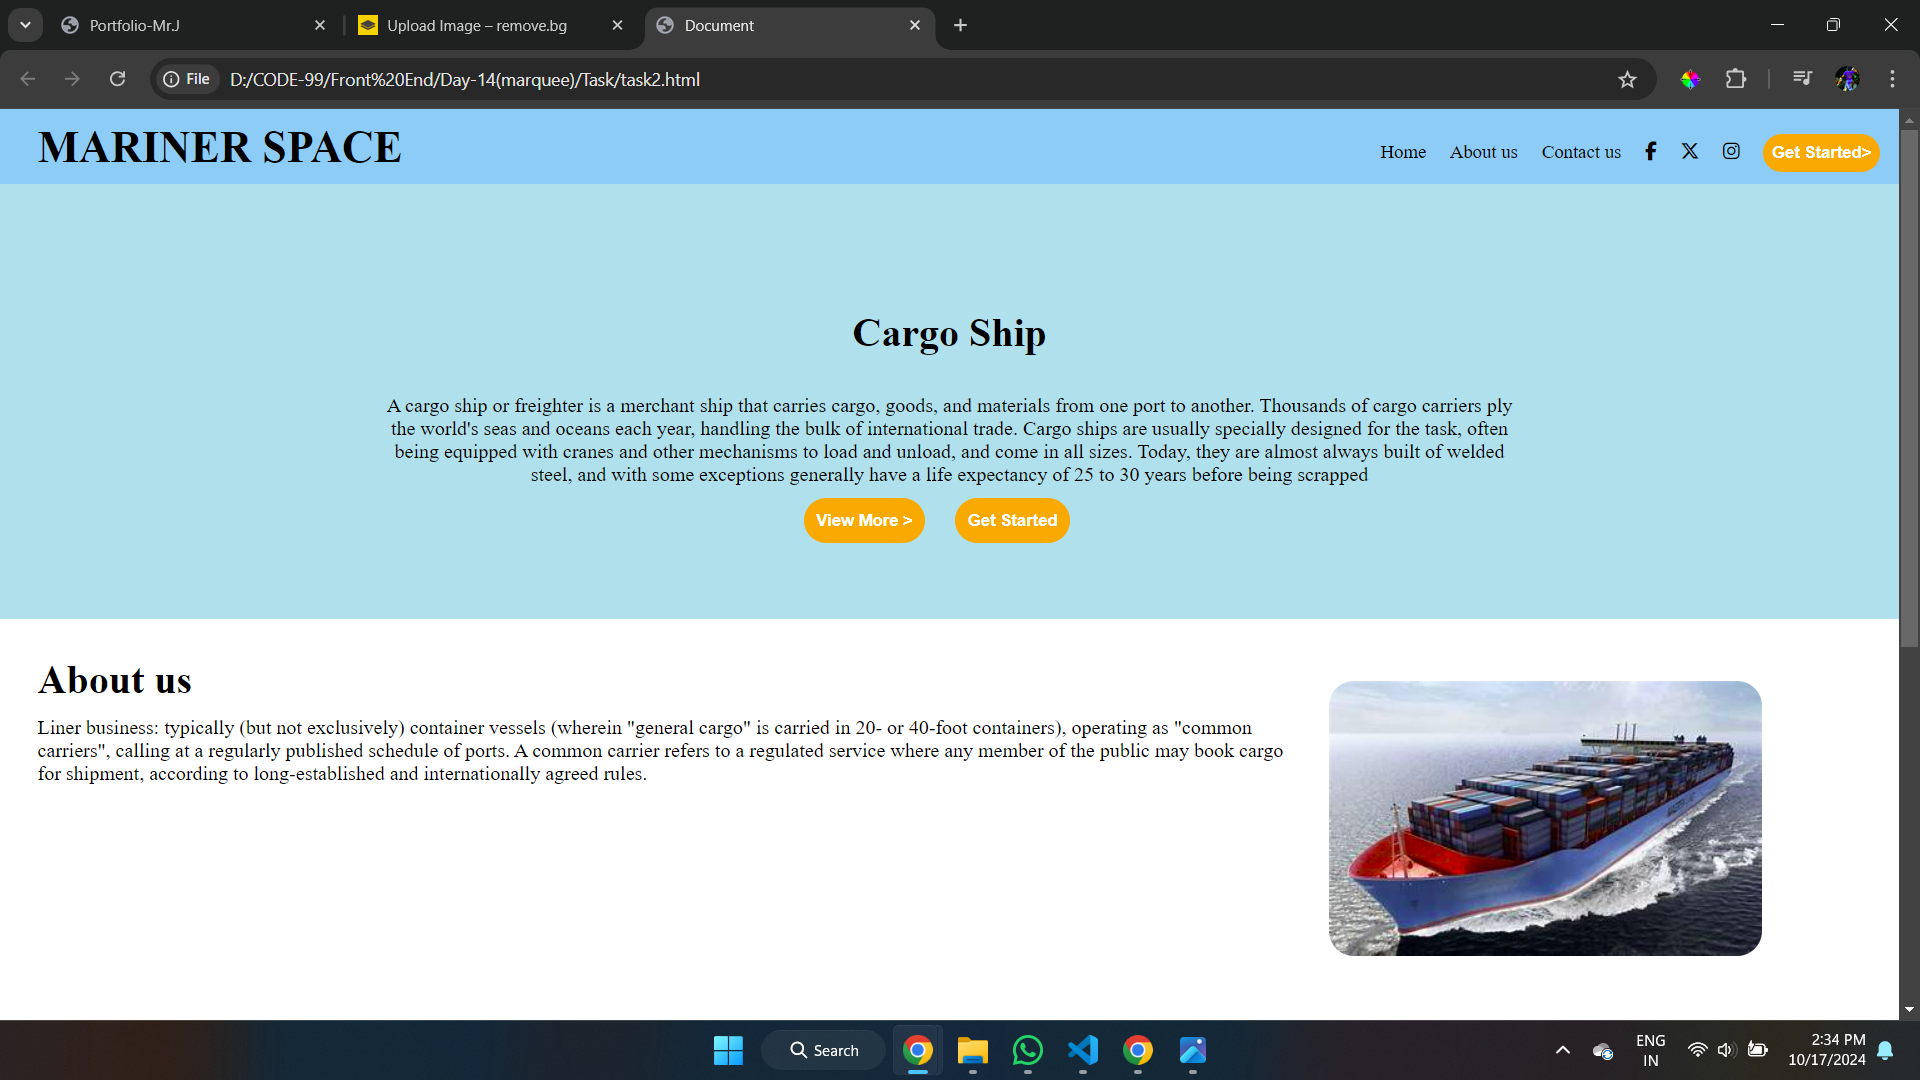 Portfolio-Mr.J
Upload Image – remove.bg
Document
File
D:/CODE-99/Front%20End/Day-14(marquee)/Task/task2.html
MARINER SPACE
Home
About us
Contact us
Get Started>
Cargo Ship
A cargo ship or freighter is a merchant ship that carries cargo, goods, and materials from one port to another. Thousands of cargo carriers ply
the world's seas and oceans each year, handling the bulk of international trade. Cargo ships are usually specially designed for the task, often
being equipped with cranes and other mechanisms to load and unload, and come in all sizes. Today, they are almost always built of welded
steel, and with some exceptions generally have a life expectancy of 25 to 30 years before being scrapped
View More >
Get Started
About us
Liner business: typically (but not exclusively) container vessels (wherein "general cargo" is carried in 20- or 40-foot containers), operating as "common
carriers", calling at a regularly published schedule of ports. A common carrier refers to a regulated service where any member of the public may book cargo
for shipment, according to long-established and internationally agreed rules.
Search
ENG
IN
2:34 PM
10/17/2024